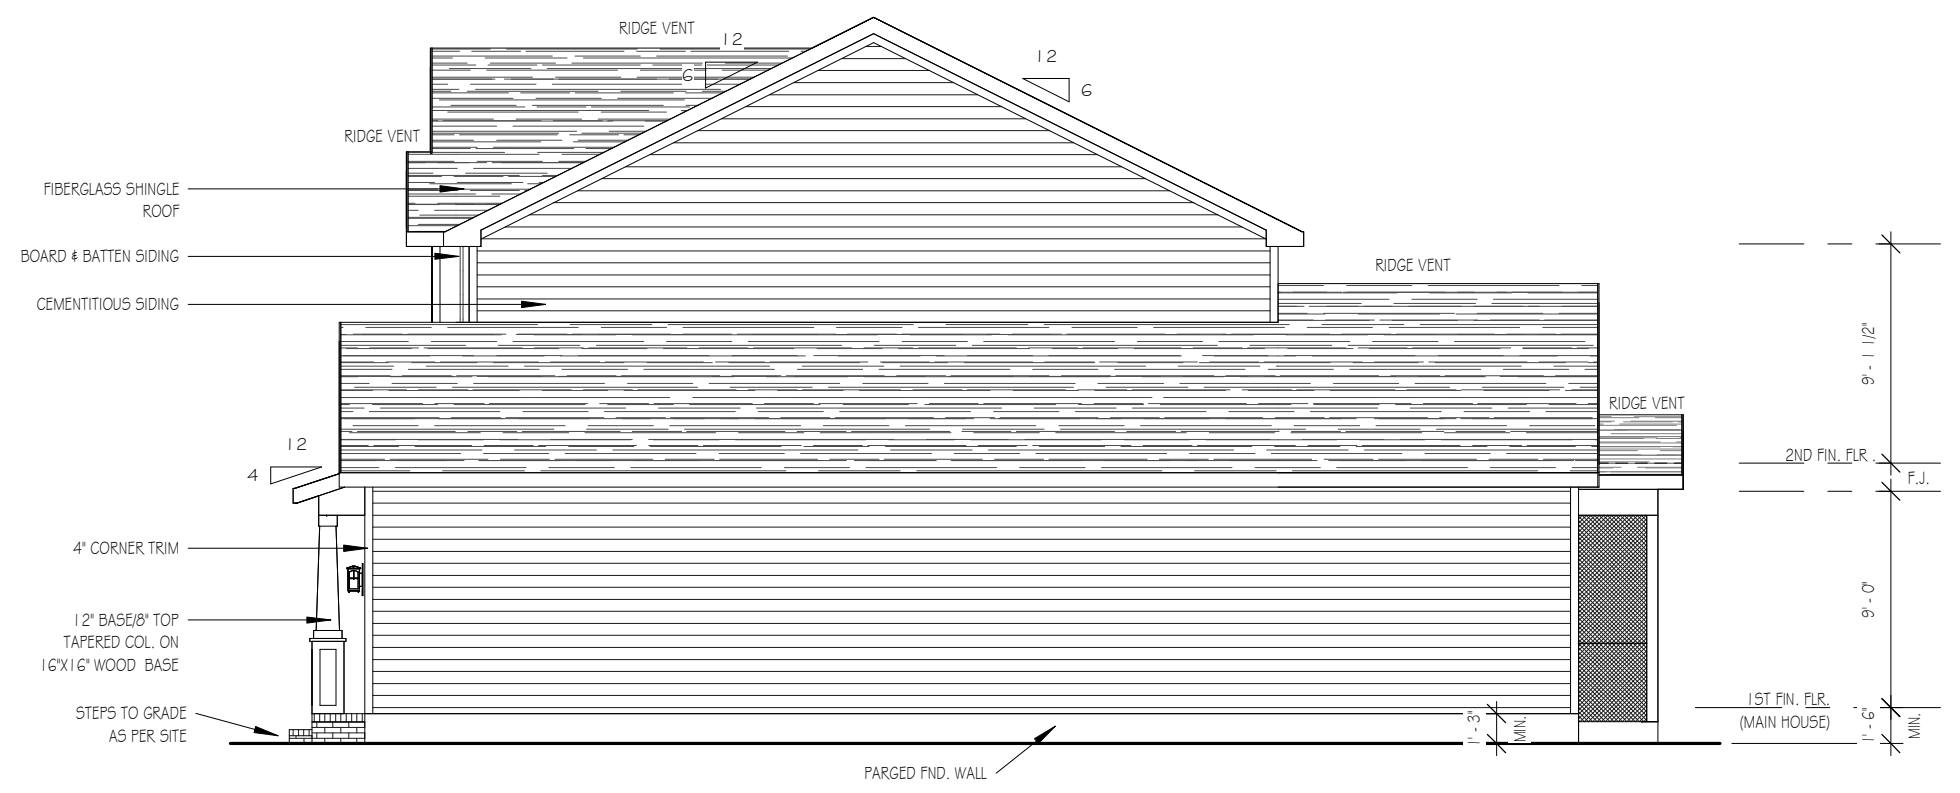 RIDGE VENT
12
6
12
6
RIDGE VENT
FIBERGLASS SHINGLE
ROOF
BOARD & BATTEN SIDING
CEMENTITIOUS SIDING
RIDGE VENT
9' - 1 1/2"
RIDGE VENT
12
4
2ND FIN. FLR .
F.J.
4" CORNER TRIM
9' - 0"
12" BASE/8" TOP
TAPERED COL. ON
16"X16" WOOD BASE
STEPS TO GRADE
AS PER SITE
1ST FIN. FLR.
(MAIN HOUSE)
1' - 3"
MIN.
1' - 6"
MIN.
PARGED FND. WALL